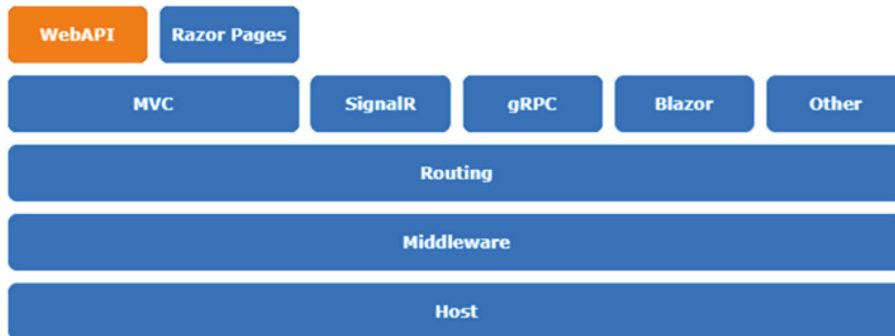 WebAPI Razor Pages
MVC SignalR gRPC Blazor Other
Routing
Middleware
Host